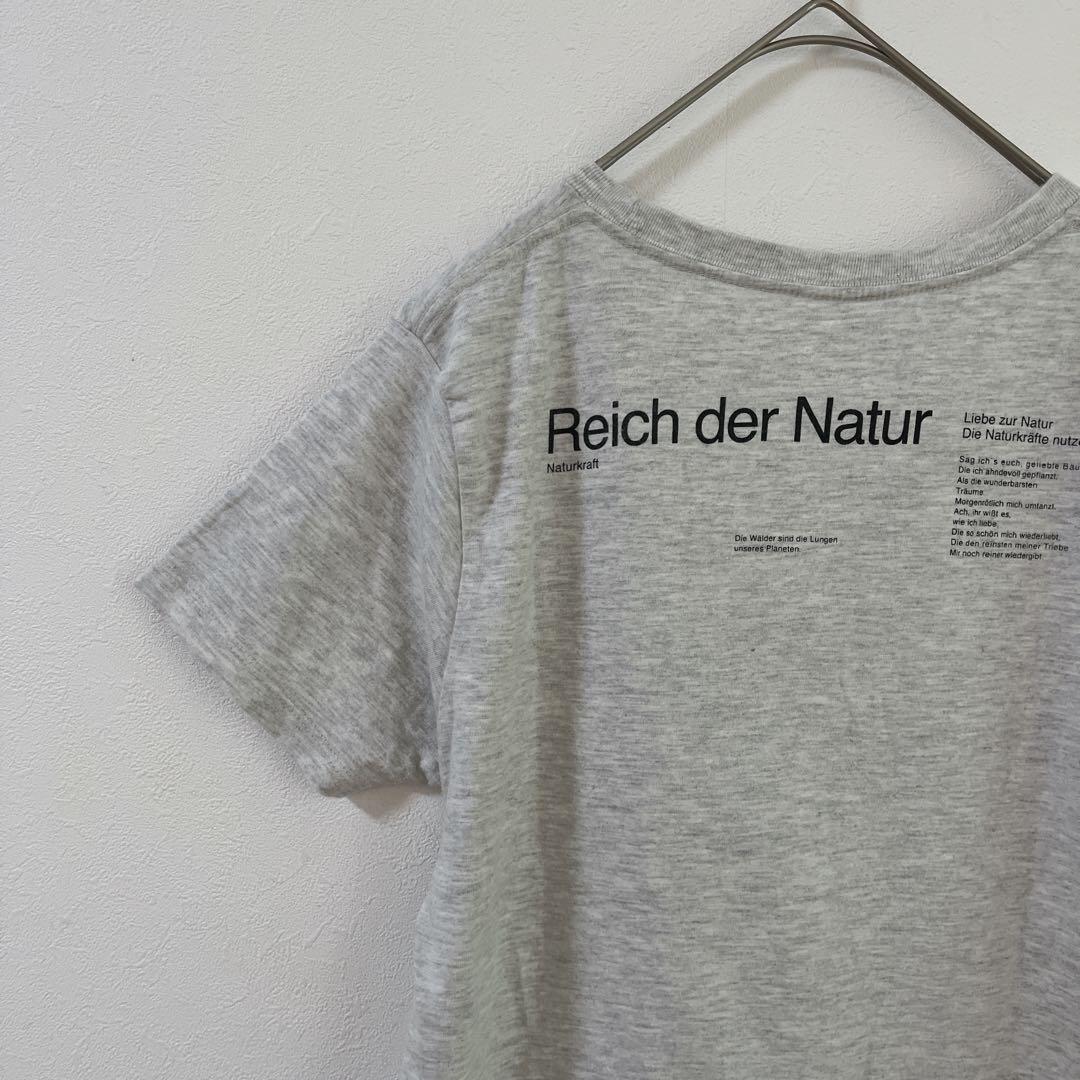 Reich der Natur
Naturkraft
Die Wälder sind die Lungen
unseres Planeten.
Liebe zur Natur
Die Naturkräfte
Sag ich's euch, geliebte
Die ich ahndevoll gepflanzt,
Als die wunderbarsten
Träume
Morgenrötlich mich umtanzt.
Ach, ihr wißt es,
wie ich liebe,
Die so schön mich wiederliebt,
Die den reinsten meiner Triebe
Mir noch reiner wiedergibt.